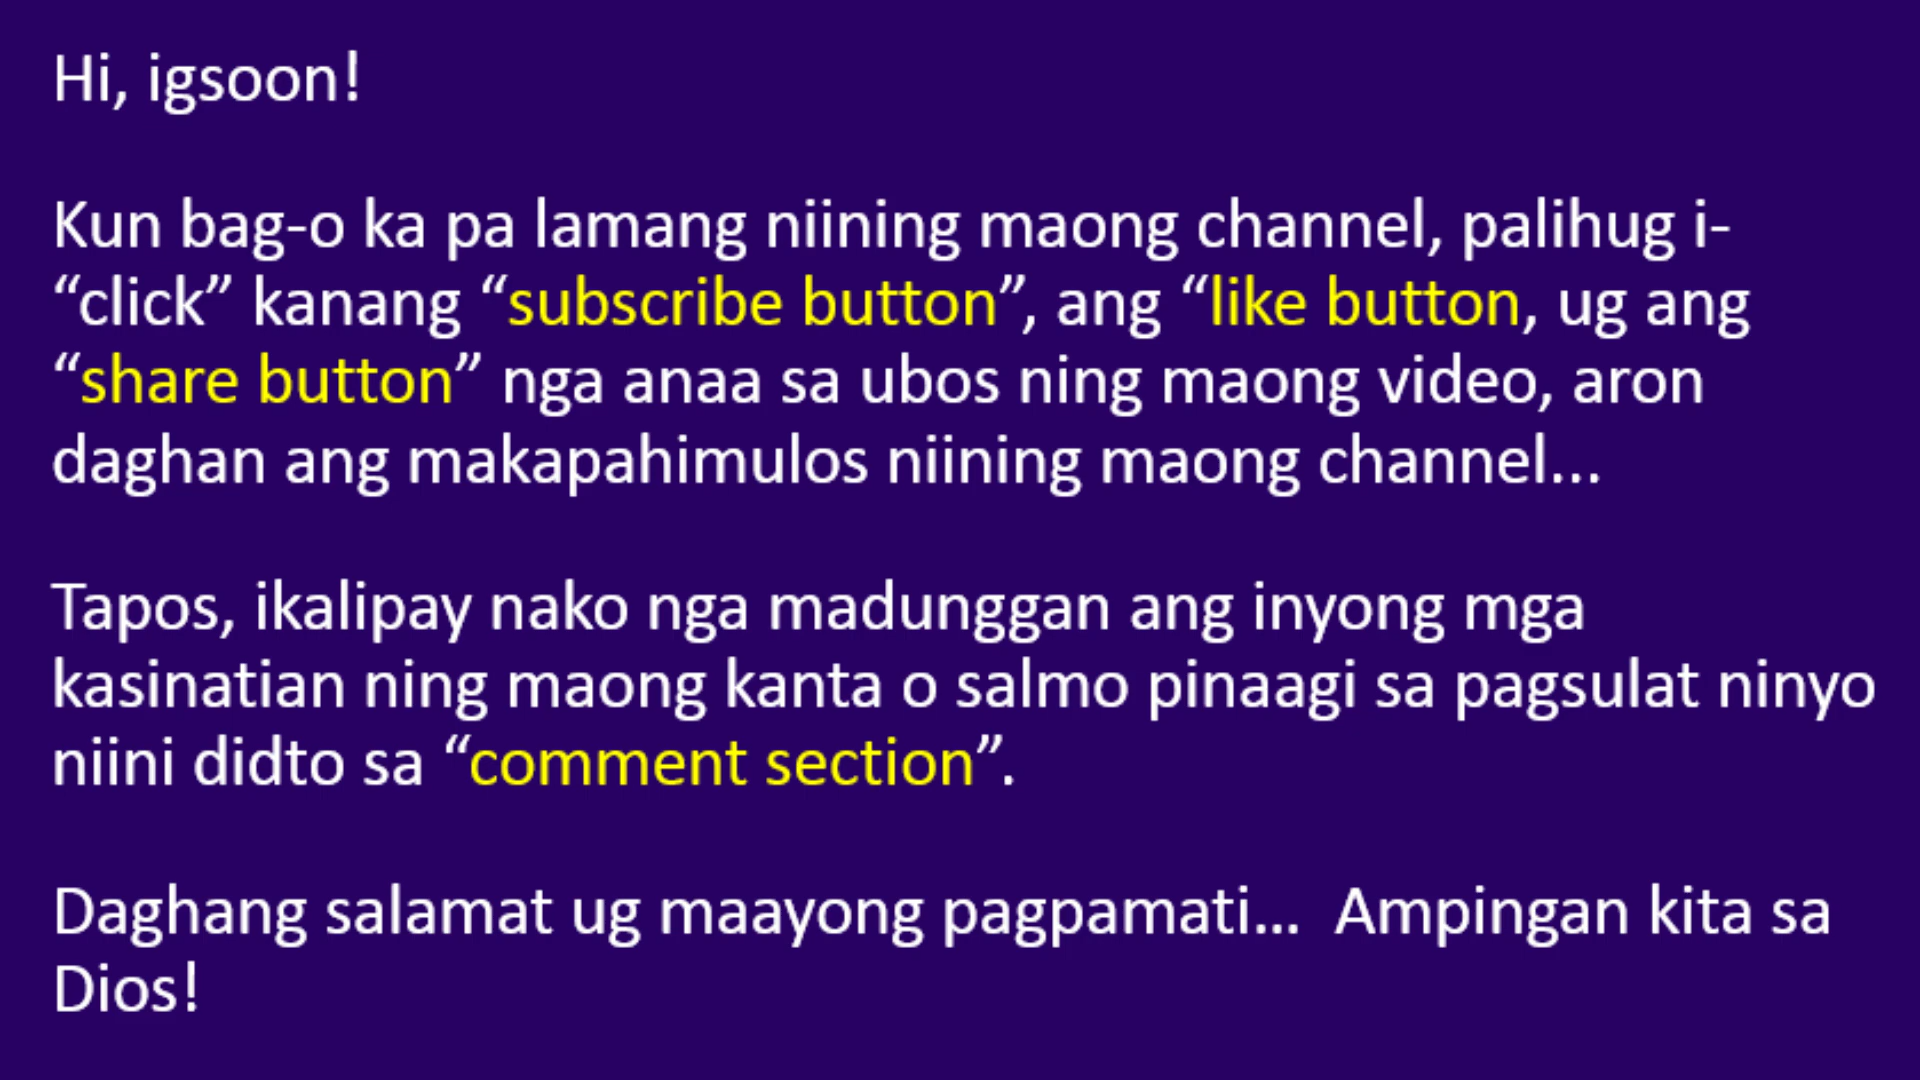 Hi, igsoon!
Kun bag-o ka pa lamang niining maong channel, palihug i-
“click” kanang “subscribe button”, ang “like button, ug ang
“share button” nga anaa sa ubos ning maong video, aron
daghan ang makapahimulos niining maong channel...
Tapos, ikalipay nako nga madunggan ang inyong mga
kasinatian ning maong kanta o salmo pinaagi sa pagsulat ninyo
niini didto sa “comment section”.
Daghang salamat ug maayong pagpamati...  Ampingan kita sa
Dios!